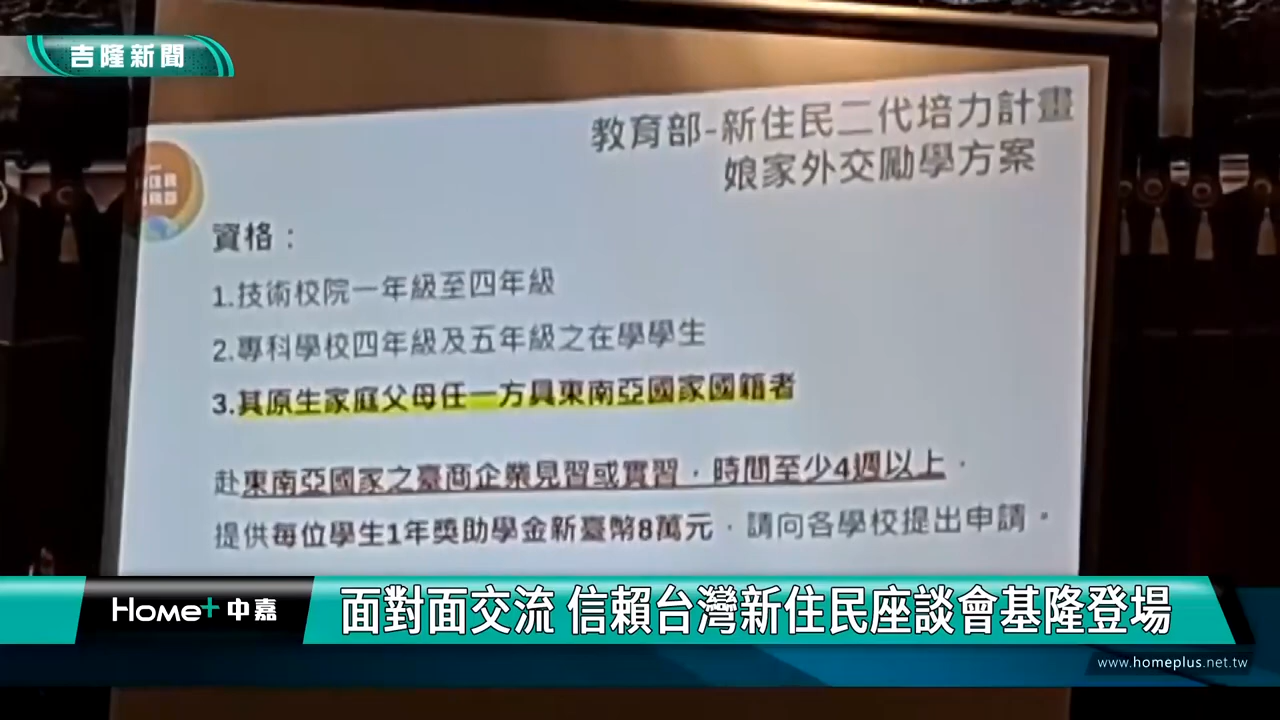 吉隆新聞
教育部-新住民二代培力計畫
娘家外交勵學方案
資格：
1.技術校院一年級至四年級
2.專科學校四年級及五年級之在學學生
3.其原生家庭父母任一方具東南亞國家國籍者
赴東南亞國家之臺商企業見習或實習，時間至少4週以上，
提供每位學生1年獎助學金新臺幣8萬元，請向各學校提出申請。
Home+中嘉
面對面交流 信賴台灣新住民座談會基隆登場
www.homeplus.net.tw